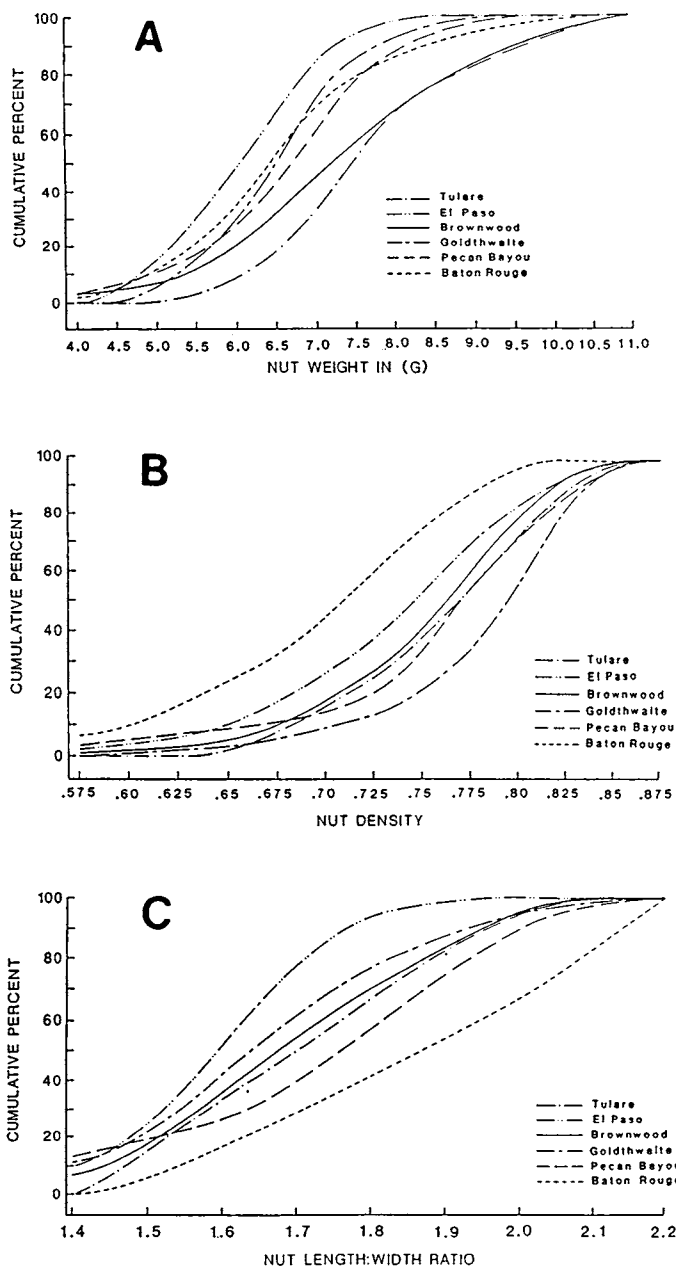 A
CUMULATIVE PERCENT
100
80
60
40
20
0
Tulare
El Paso
Brownwood
Goldthwaite
Pecan Bayou
Baton Rouge
4.0 4.5 5.0 5.5 6.0 6.5 7.0 7.5 8.0 8.5 9.0 9.5 10.0 10.5 11.0
NUT WEIGHT IN (G)
B
CUMULATIVE PERCENT
100
80
60
40
20
0
Tulare
El Paso
Brownwood
Goldthwaite
Pecan Bayou
Baton Rouge
.575 .60 .625 .65 .675 .70 .725 .75 .775 .80 .825 .85 .875
NUT DENSITY
C
CUMULATIVE PERCENT
100
80
60
40
20
0
Tulare
El Paso
Brownwood
Goldthwaite
Pecan Bayou
Baton Rouge
1.4 1.5 1.6 1.7 1.8 1.9 2.0 2.1 2.2
NUT LENGTH:WIDTH RATIO